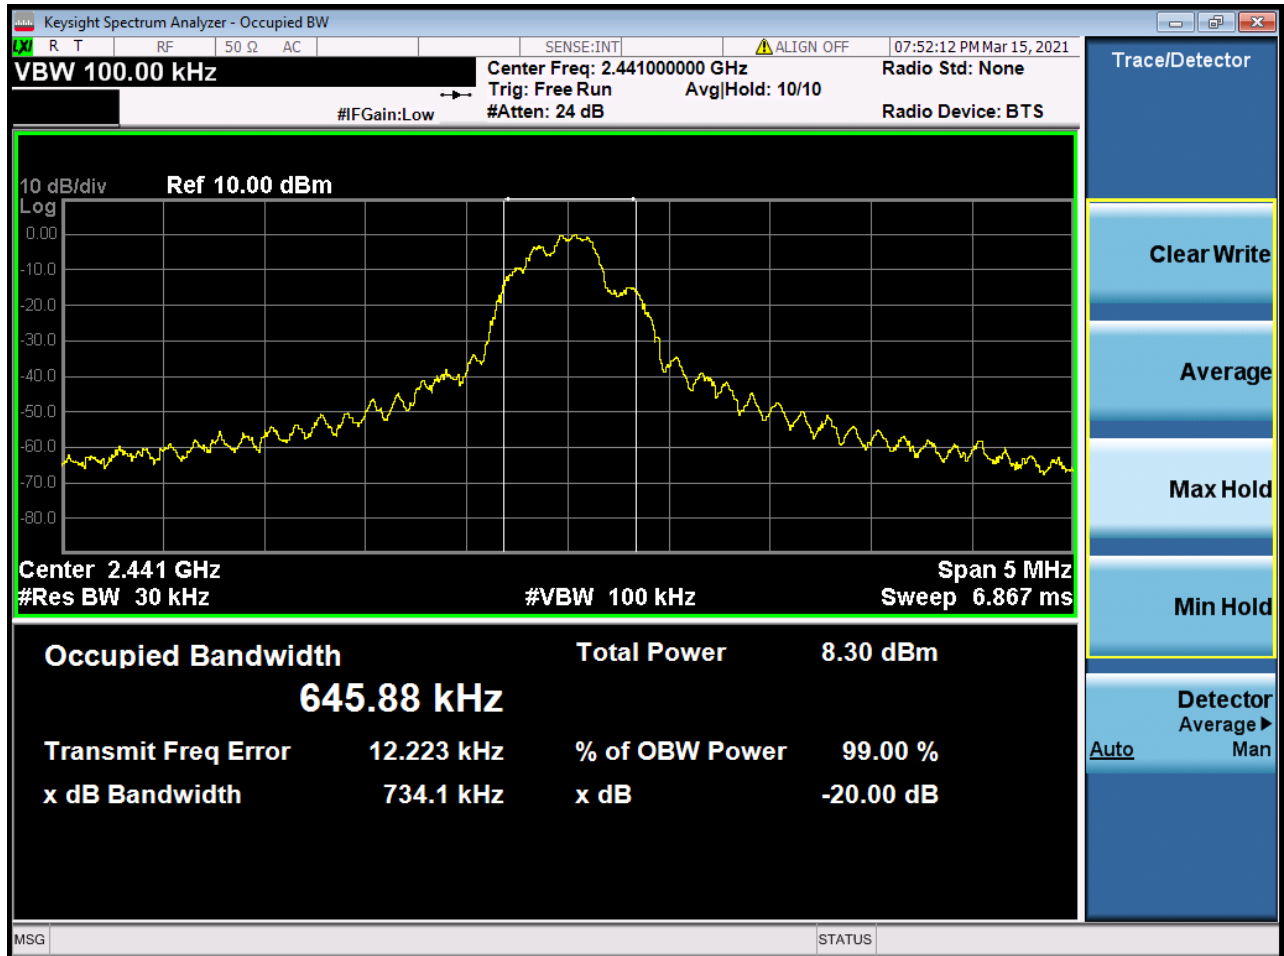 Keysight Spectrum Analyzer - Occupied BW
LXI R T RF 50 Ω AC SENSE:INT ALIGN OFF 07:52:12 PM Mar 15, 2021
VBW 100.00 kHz
Center Freq: 2.441000000 GHz Radio Std: None
Trig: Free Run Avg|Hold: 10/10
#IFGain:Low #Atten: 24 dB Radio Device: BTS
10 dB/div Ref 10.00 dBm
Log
0.00
-10.0
-20.0
-30.0
-40.0
-50.0
-60.0
-70.0
-80.0
Center 2.441 GHz Span 5 MHz
#Res BW 30 kHz #VBW 100 kHz Sweep 6.867 ms
Occupied Bandwidth Total Power 8.30 dBm
645.88 kHz
Transmit Freq Error 12.223 kHz % of OBW Power 99.00 %
x dB Bandwidth 734.1 kHz x dB -20.00 dB
MSG STATUS
Trace/Detector
Clear Write
Average
Max Hold
Min Hold
Detector
Average
Auto Man